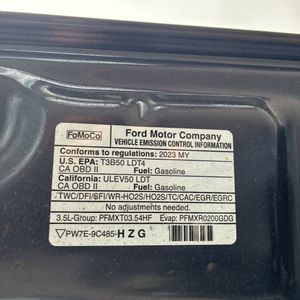 FoMoCo
Ford Motor Company
VEHICLE EMISSION CONTROL INFORMATION
Conforms to regulations: 2023 MY
U.S. EPA: T3B50 LDT4
CA OBD II Fuel: Gasoline
California: ULEV50 LDT
CA OBD II Fuel: Gasoline
TWC/DFI/SFI/WR-HO2S/HO2S/TC/CAC/EGR/EGRC
No adjustments needed.
3.5L-Group: PFMXT03.54HF Evap: PFMXR0200GDG
PW7E-9C485-HZG